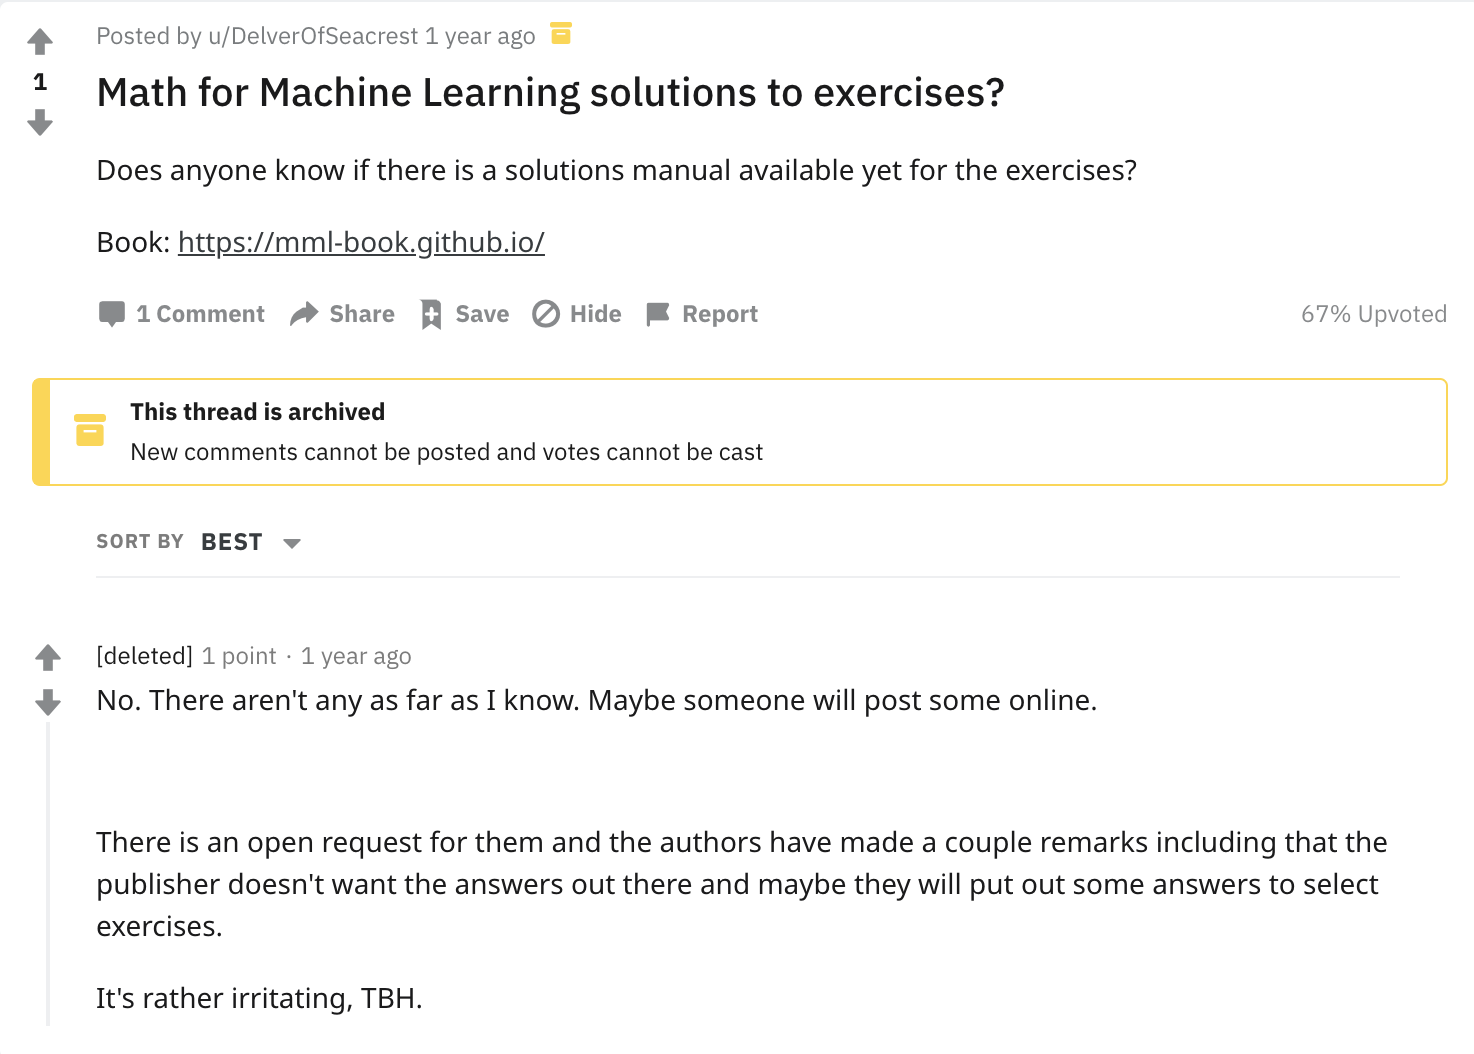 Posted by u/DelverOfSeacrest 1 year ago
1
Math for Machine Learning solutions to exercises?
Does anyone know if there is a solutions manual available yet for the exercises?
Book: https://mml-book.github.io/
1 Comment Share Save Hide Report 67% Upvoted
This thread is archived
New comments cannot be posted and votes cannot be cast
SORT BY BEST
[deleted] 1 point · 1 year ago
No. There aren't any as far as I know. Maybe someone will post some online.
There is an open request for them and the authors have made a couple remarks including that the
publisher doesn't want the answers out there and maybe they will put out some answers to select
exercises.
It's rather irritating, TBH.